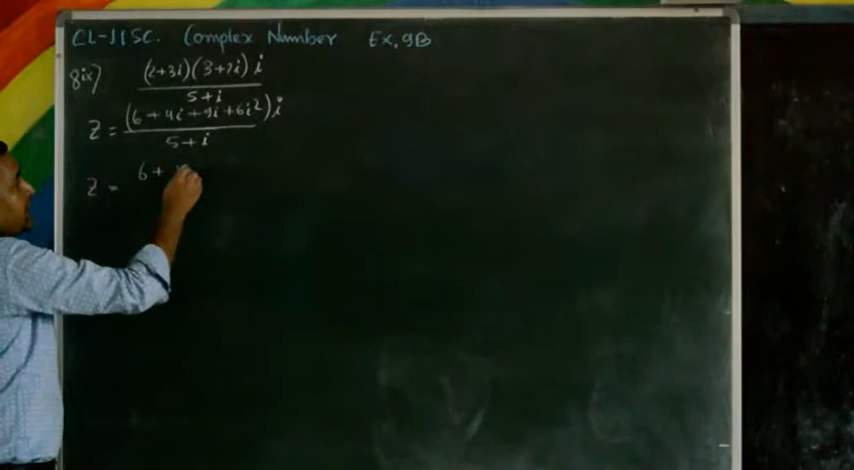 CL-11SC. Complex Number Ex. 9B
8ix) (2+3i)(3+2i)i / 5+i
Z = (6+4i+9i+6i²)i / 5+i
Z = 6+